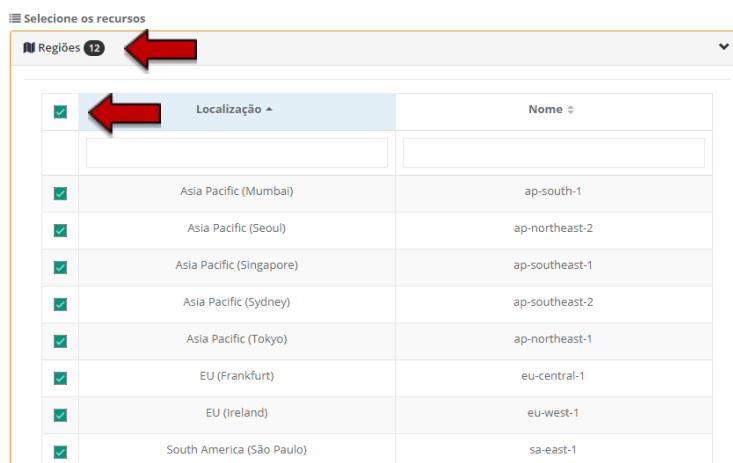 Selecione os recursos
Regiões 12
Localização Nome
Asia Pacific (Mumbai) ap-south-1
Asia Pacific (Seoul) ap-northeast-2
Asia Pacific (Singapore) ap-southeast-1
Asia Pacific (Sydney) ap-southeast-2
Asia Pacific (Tokyo) ap-northeast-1
EU (Frankfurt) eu-central-1
EU (Ireland) eu-west-1
South America (São Paulo) sa-east-1